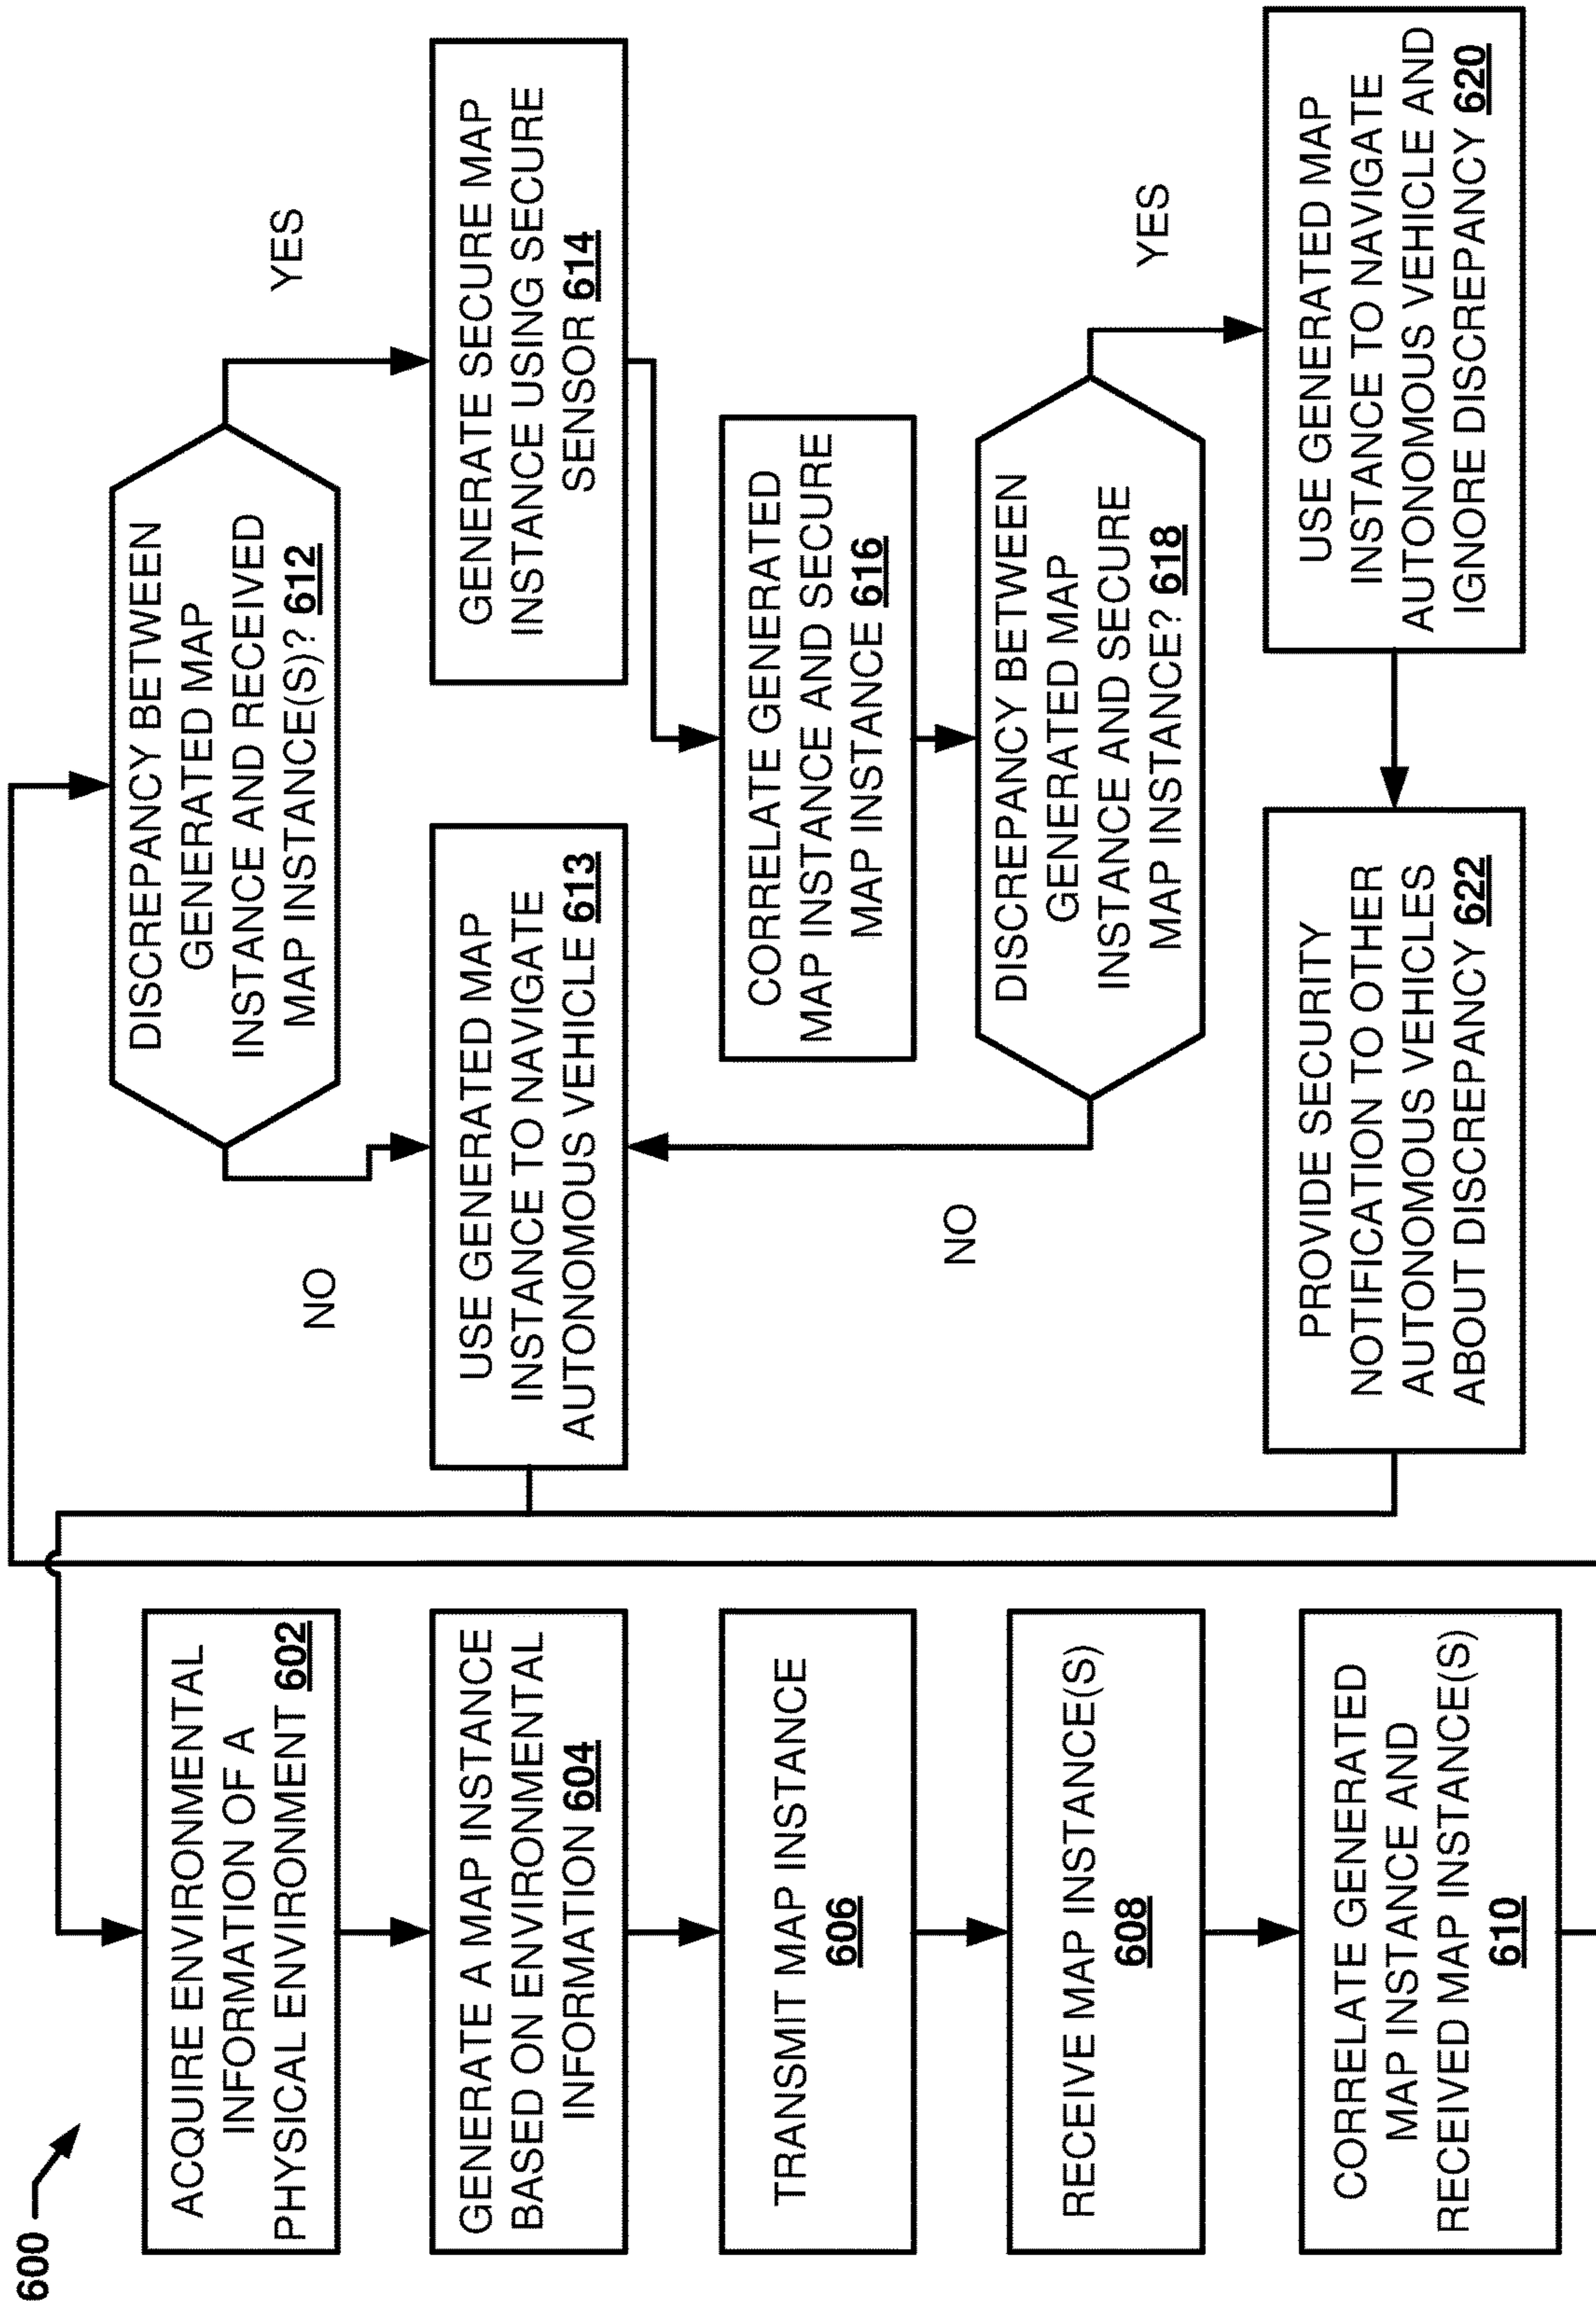 600
ACQUIRE ENVIRONMENTAL
INFORMATION OF A
PHYSICAL ENVIRONMENT 602
GENERATE A MAP INSTANCE
BASED ON ENVIRONMENTAL
INFORMATION 604
TRANSMIT MAP INSTANCE
606
RECEIVE MAP INSTANCE(S)
608
CORRELATE GENERATED
MAP INSTANCE AND
RECEIVED MAP INSTANCE(S)
610
DISCREPANCY BETWEEN
GENERATED MAP
INSTANCE AND RECEIVED
MAP INSTANCE(S)? 612
NO
YES
USE GENERATED MAP
INSTANCE TO NAVIGATE
AUTONOMOUS VEHICLE 613
GENERATE SECURE MAP
INSTANCE USING SECURE
SENSOR 614
CORRELATE GENERATED
MAP INSTANCE AND SECURE
MAP INSTANCE 616
DISCREPANCY BETWEEN
GENERATED MAP
INSTANCE AND SECURE
MAP INSTANCE? 618
NO
YES
PROVIDE SECURITY
NOTIFICATION TO OTHER
AUTONOMOUS VEHICLES
ABOUT DISCREPANCY 622
USE GENERATED MAP
INSTANCE TO NAVIGATE
AUTONOMOUS VEHICLE AND
IGNORE DISCREPANCY 620